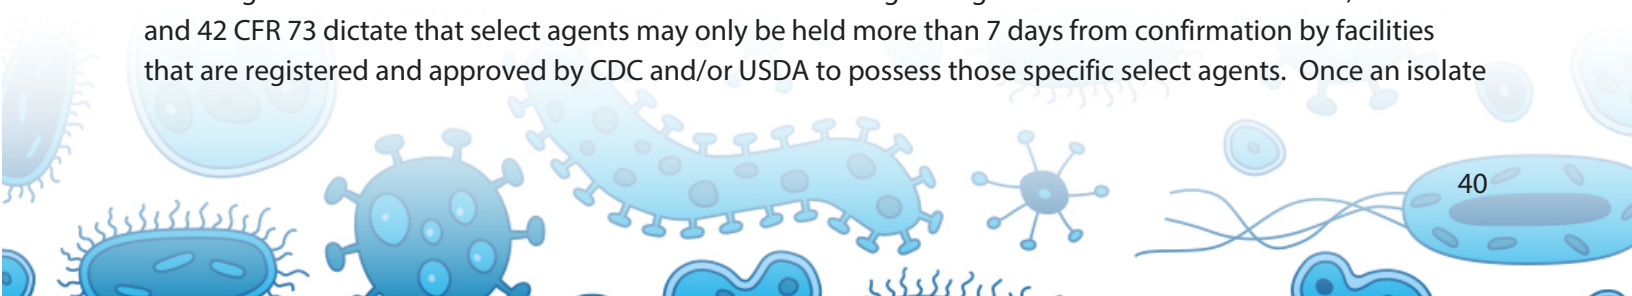 and 42 CFR 73 dictate that select agents may only be held more than 7 days from confirmation by facilities
that are registered and approved by CDC and/or USDA to possess those specific select agents.  Once an isolate
40